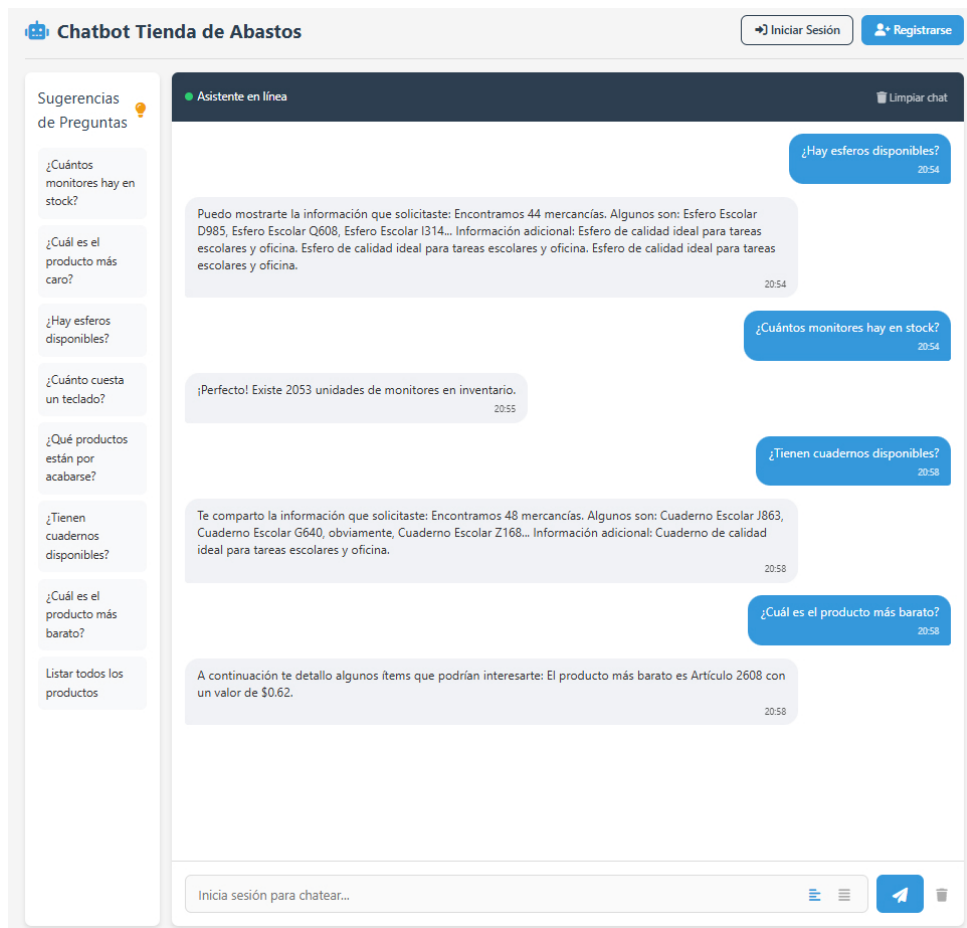 Chatbot Tienda de Abastos
Iniciar Sesión
Registrarse
Sugerencias
de Preguntas
¿Cuántos
monitores hay en
stock?
¿Cuál es el
producto más
caro?
¿Hay esferos
disponibles?
¿Cuánto cuesta
un teclado?
¿Qué productos
están por
acabarse?
¿Tienen
cuadernos
disponibles?
¿Cuál es el
producto más
barato?
Listar todos los
productos
Asistente en línea
Limpiar chat
¿Hay esferos disponibles?
20:54
Puedo mostrarte la información que solicitaste: Encontramos 44 mercancías. Algunos son: Esfero Escolar
D985, Esfero Escolar Q608, Esfero Escolar I314... Información adicional: Esfero de calidad ideal para tareas
escolares y oficina. Esfero de calidad ideal para tareas escolares y oficina. Esfero de calidad ideal para tareas
escolares y oficina.
20:54
¿Cuántos monitores hay en stock?
20:54
¡Perfecto! Existe 2053 unidades de monitores en inventario.
20:55
¿Tienen cuadernos disponibles?
20:58
Te comparto la información que solicitaste: Encontramos 48 mercancías. Algunos son: Cuaderno Escolar J863,
Cuaderno Escolar G640, obviamente, Cuaderno Escolar Z168... Información adicional: Cuaderno de calidad
ideal para tareas escolares y oficina.
20:58
¿Cuál es el producto más barato?
20:58
A continuación te detallo algunos ítems que podrían interesarte: El producto más barato es Artículo 2608 con
un valor de $0.62.
20:58
Inicia sesión para chatear...